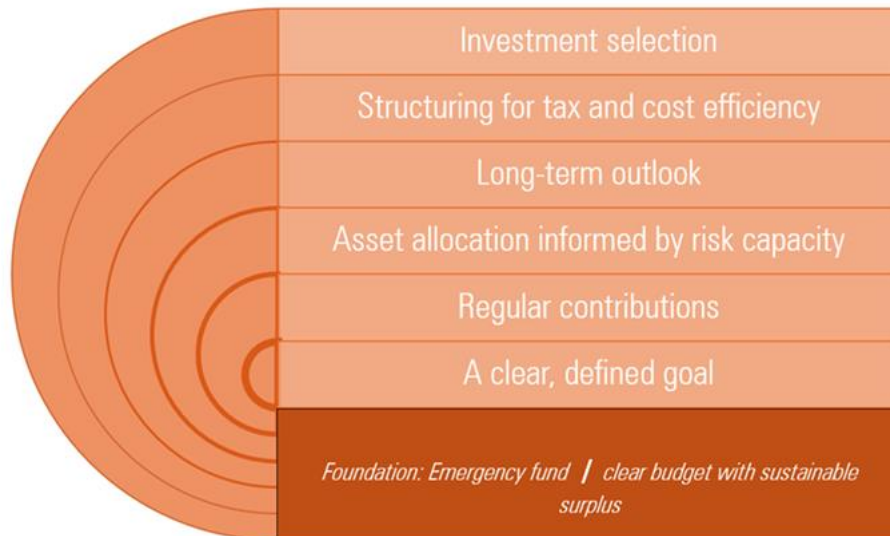 Investment selection
Structuring for tax and cost efficiency
Long-term outlook
Asset allocation informed by risk capacity
Regular contributions
A clear, defined goal
Foundation: Emergency fund / clear budget with sustainable
surplus